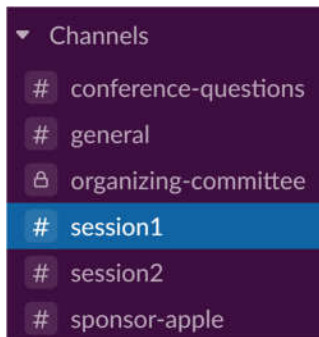 Channels
# conference-questions
# general
organizing-committee
# session1
# session2
# sponsor-apple